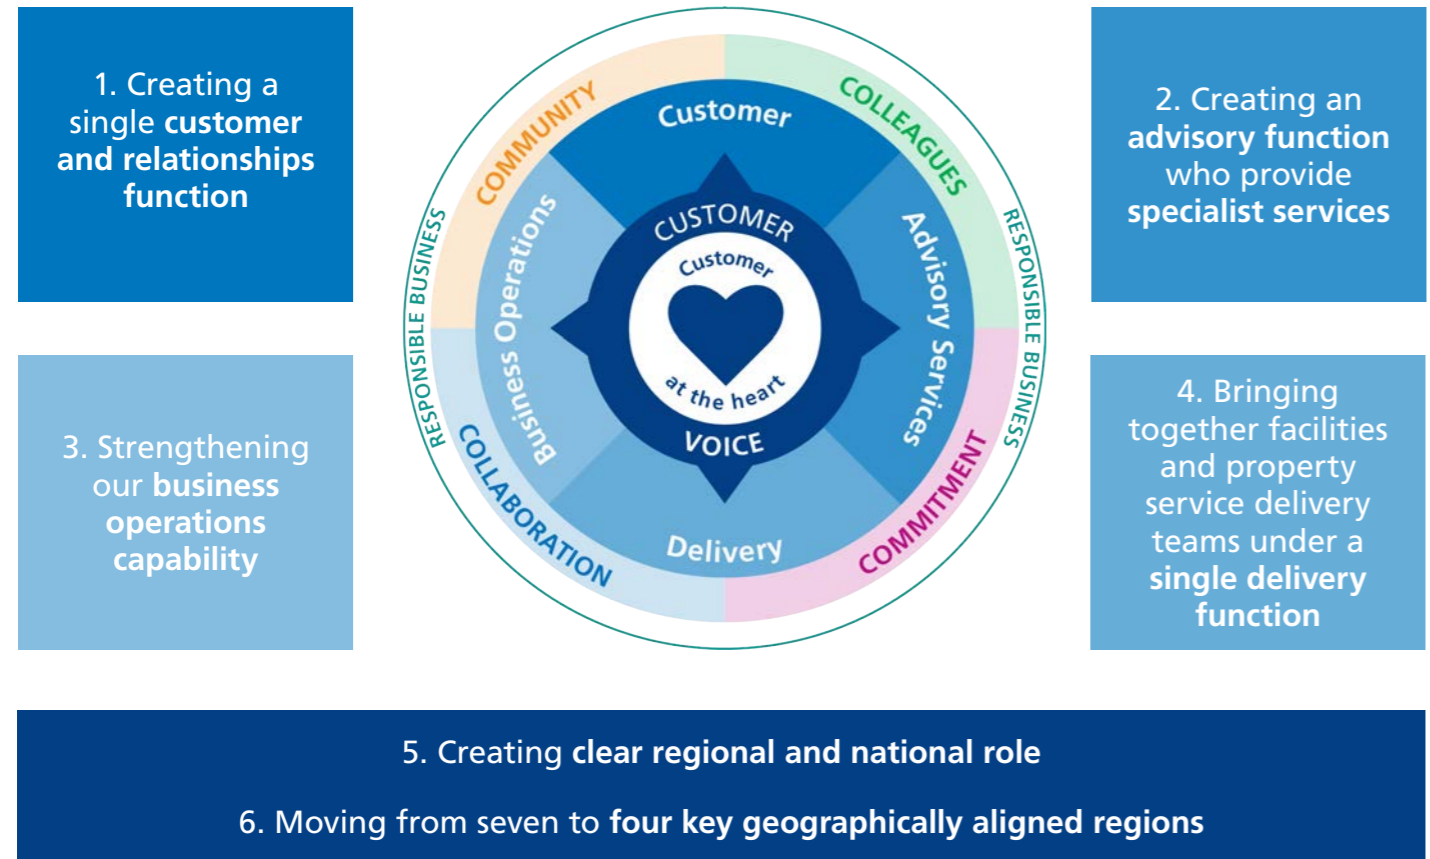 1. Creating a
single customer
and relationships
function
2. Creating an
advisory function
who provide
specialist services
3. Strengthening
our business
operations
capability
4. Bringing
together facilities
and property
service delivery
teams under a
single delivery
function
RESPONSIBLE BUSINESS
RESPONSIBLE BUSINESS
COMMUNITY
COLLEAGUES
COLLABORATION
COMMITMENT
Customer
Advisory Services
Business Operations
Delivery
CUSTOMER
VOICE
Customer
at the heart
5. Creating clear regional and national role
6. Moving from seven to four key geographically aligned regions